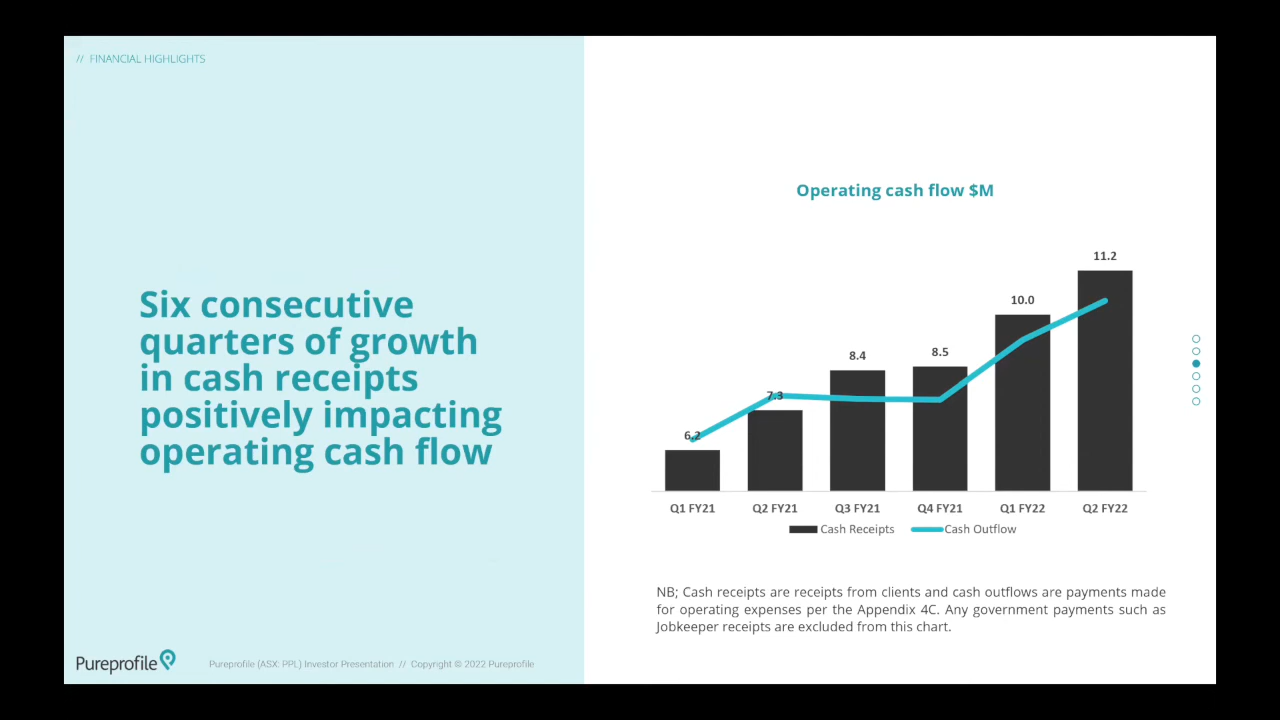 // FINANCIAL HIGHLIGHTS
Six consecutive
quarters of growth
in cash receipts
positively impacting
operating cash flow
Operating cash flow $M
6.2
7.3
8.4
8.5
10.0
11.2
Q1 FY21
Q2 FY21
Q3 FY21
Q4 FY21
Q1 FY22
Q2 FY22
Cash Receipts
Cash Outflow
NB; Cash receipts are receipts from clients and cash outflows are payments made
for operating expenses per the Appendix 4C. Any government payments such as
Jobkeeper receipts are excluded from this chart.
Pureprofile
Pureprofile (ASX: PPL) Investor Presentation // Copyright © 2022 Pureprofile